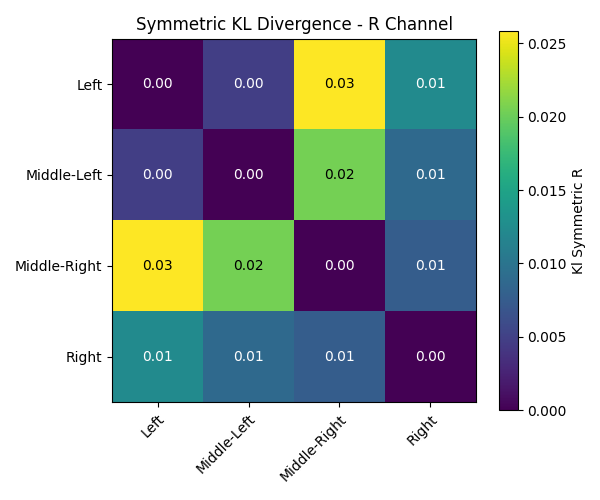 Symmetric KL Divergence - R Channel
Left 0.00 0.00 0.03 0.01
Middle-Left 0.00 0.00 0.02 0.01
Middle-Right 0.03 0.02 0.00 0.01
Right 0.01 0.01 0.01 0.00
Left Middle-Left Middle-Right Right
0.025
0.020
0.015
0.010
0.005
0.000
Kl Symmetric R